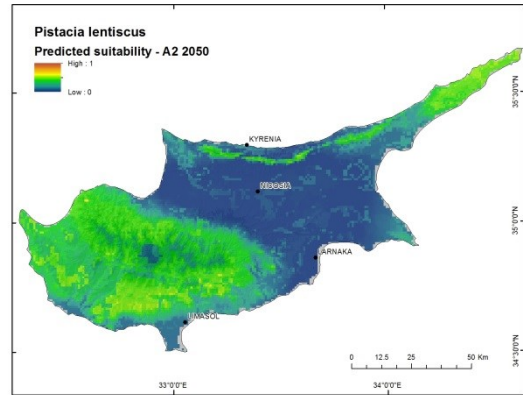 Pistacia lentiscus
Predicted suitability - A2 2050
High : 1
Low : 0
KYRENIA
NICOSIA
LARNAKA
LIMASOL
35°30'0"N
35°0'0"N
34°30'0"N
0 12.5 25 50 Km
33°0'0"E
34°0'0"E